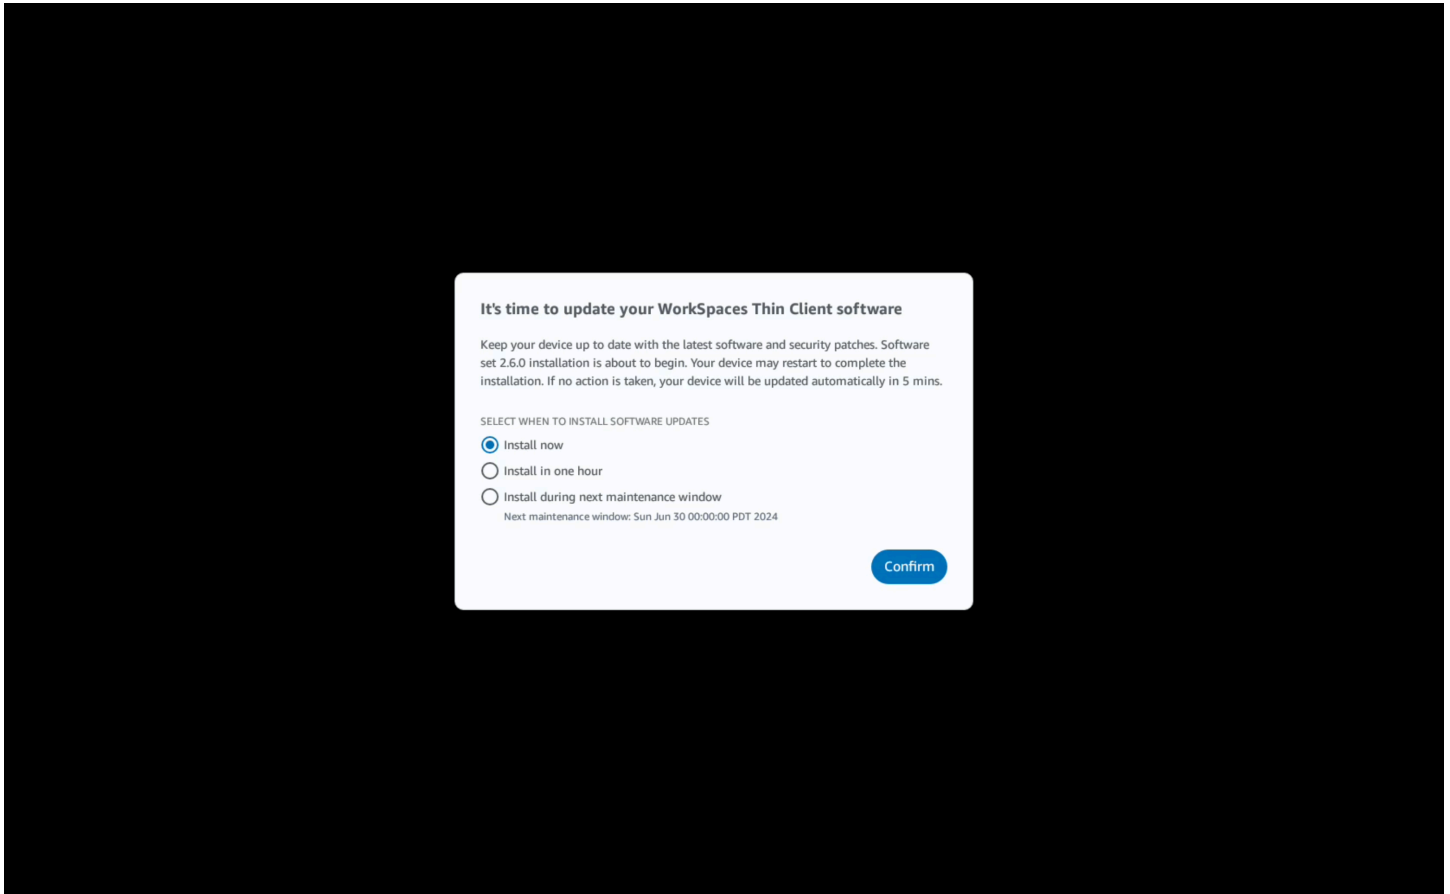 It's time to update your WorkSpaces Thin Client software
Keep your device up to date with the latest software and security patches. Software
set 2.6.0 installation is about to begin. Your device may restart to complete the
installation. If no action is taken, your device will be updated automatically in 5 mins.
SELECT WHEN TO INSTALL SOFTWARE UPDATES
Install now
Install in one hour
Install during next maintenance window
Next maintenance window: Sun Jun 30 00:00:00 PDT 2024
Confirm